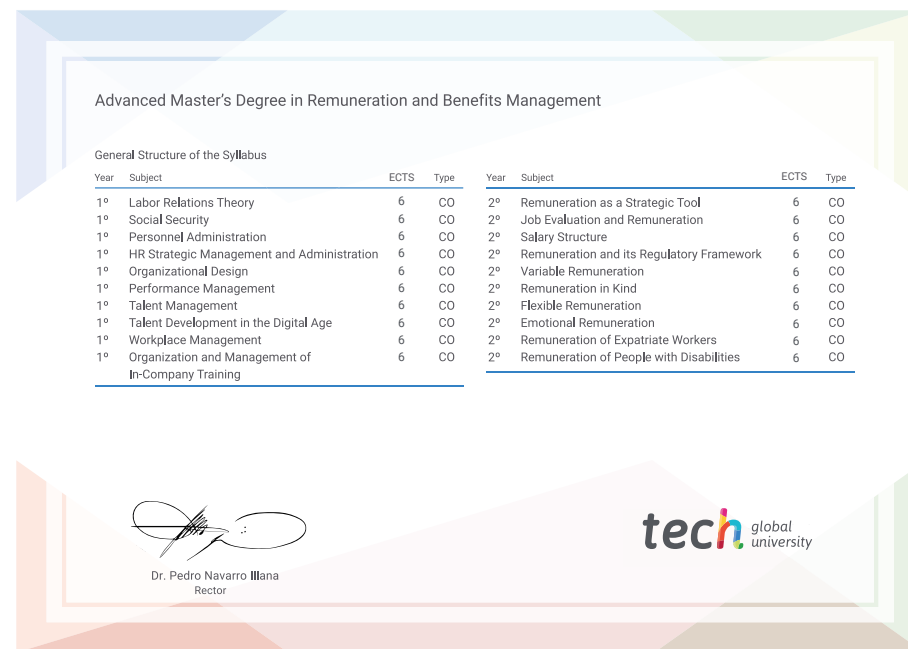 Advanced Master's Degree in Remuneration and Benefits Management
General Structure of the Syllabus
Year Subject ECTS Type
1º Labor Relations Theory 6 CO
1º Social Security 6 CO
1º Personnel Administration 6 CO
1º HR Strategic Management and Administration 6 CO
1º Organizational Design 6 CO
1º Performance Management 6 CO
1º Talent Management 6 CO
1º Talent Development in the Digital Age 6 CO
1º Workplace Management 6 CO
1º Organization and Management of 6 CO
In-Company Training
Year Subject ECTS Type
2º Remuneration as a Strategic Tool 6 CO
2º Job Evaluation and Remuneration 6 CO
2º Salary Structure 6 CO
2º Remuneration and its Regulatory Framework 6 CO
2º Variable Remuneration 6 CO
2º Remuneration in Kind 6 CO
2º Flexible Remuneration 6 CO
2º Emotional Remuneration 6 CO
2º Remuneration of Expatriate Workers 6 CO
2º Remuneration of People with Disabilities 6 CO
Dr. Pedro Navarro Illana
Rector
tech global
university